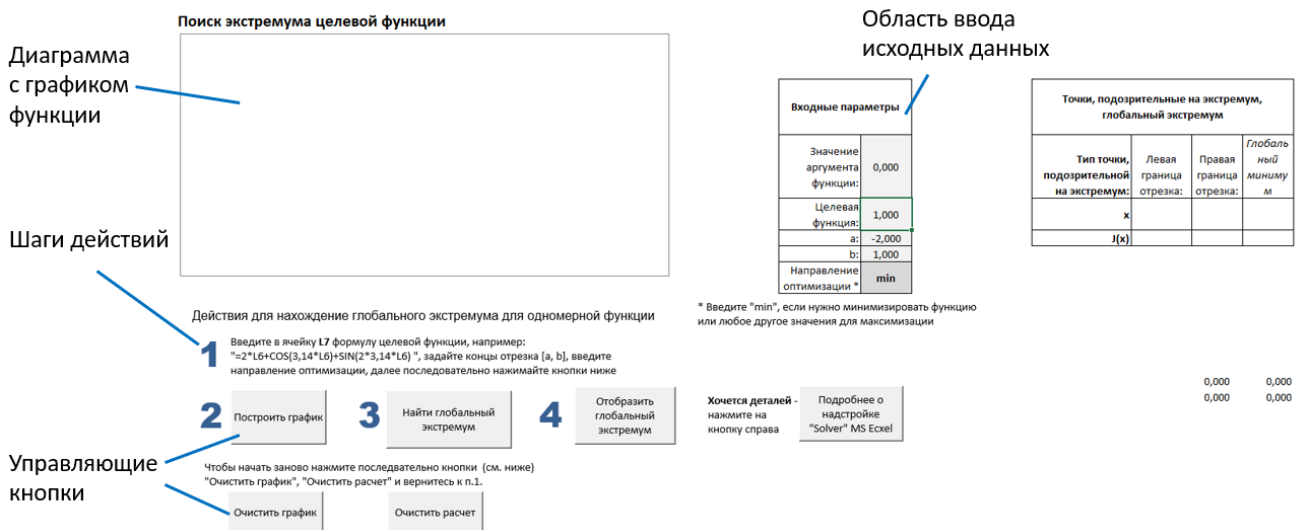 Поиск экстремума целевой функции
Область ввода
исходных данных
Диаграмма
с графиком
функции
Входные параметры
Значение
аргумента
функции:
0,000
Целевая
функция:
1,000
a:
-2,000
b:
1,000
Направление
оптимизации *
min
Точки, подозрительные на экстремум,
глобальный экстремум
Тип точки,
подозрительной
на экстремум:
Левая
граница
отрезка:
Правая
граница
отрезка:
Глобаль
ный
миниму
м
x
J(x)
Шаги действий
* Введите "min", если нужно минимизировать функцию
или любое другое значения для максимизации
Действия для нахождение глобального экстремума для одномерной функции
1
Введите в ячейку L7 формулу целевой функции, например:
"=2*L6+COS(3,14*L6)+SIN(2*3,14*L6) ", задайте концы отрезка [a, b], введите
направление оптимизации, далее последовательно нажимайте кнопки ниже
2
Построить график
3
Найти глобальный
экстремум
4
Отобразить
глобальный
экстремум
Хочется деталей -
нажмите на
кнопку справа
Подробнее о
надстройке
"Solver" MS Ecxel
0,000 0,000
0,000 0,000
Управляющие
кнопки
Чтобы начать заново нажмите последвательно кнопки (см. ниже)
"Очистить график", "Очистить расчет" и вернитесь к п.1.
Очистить график
Очистить расчет